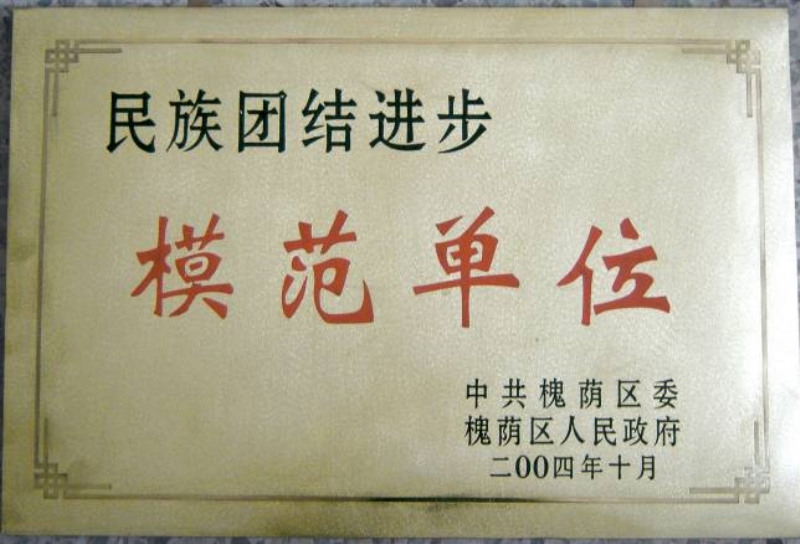 民族团结进步
模范单位
中共槐荫区委
槐荫区人民政府
二00四年十月